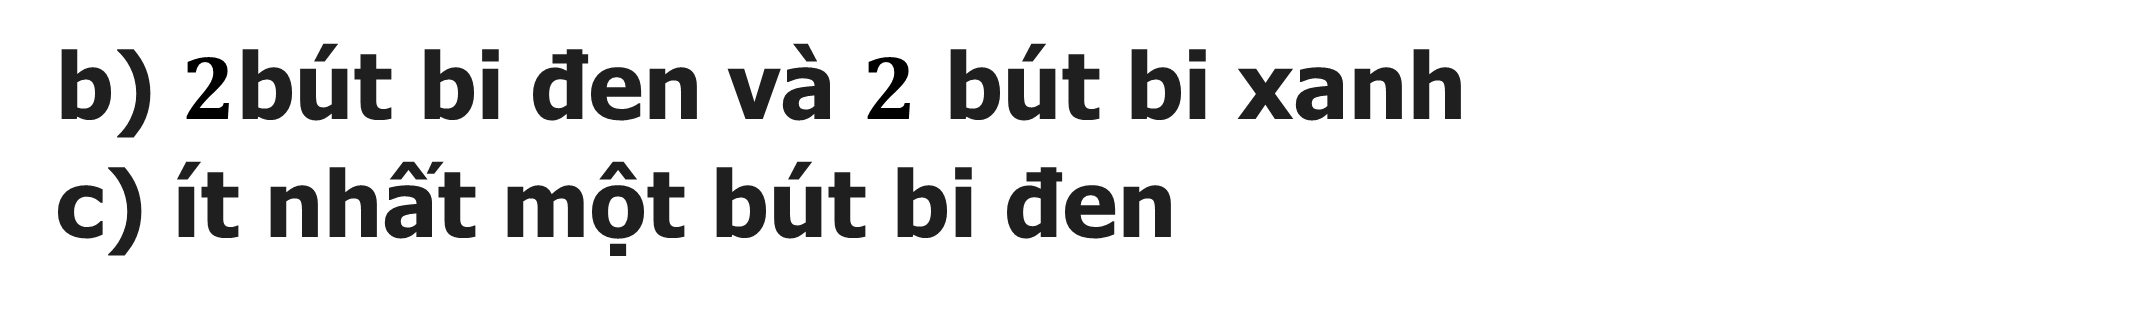 b) 2bút bi đen và 2 bút bi xanh
c) ít nhất một bút bi đen